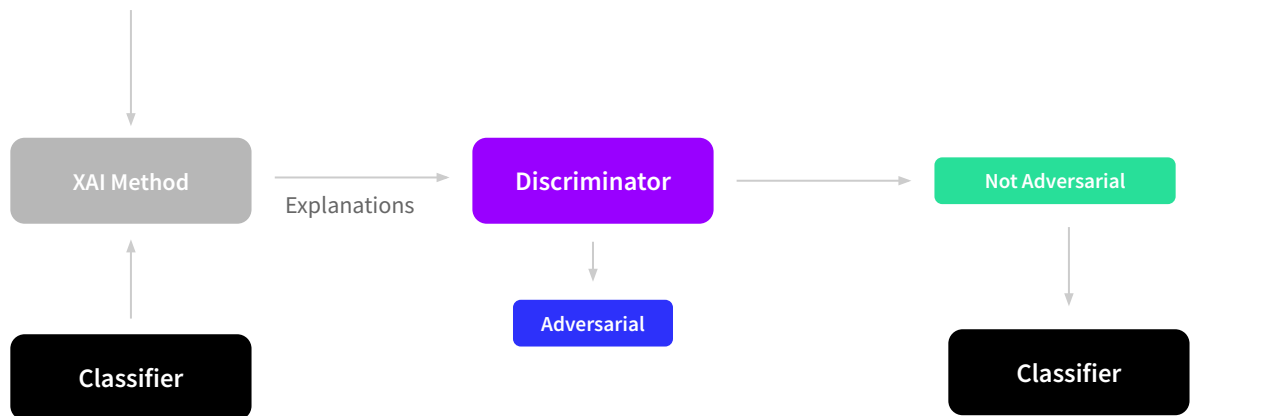 XAI Method
Explanations
Discriminator
Not Adversarial
Adversarial
Classifier
Classifier